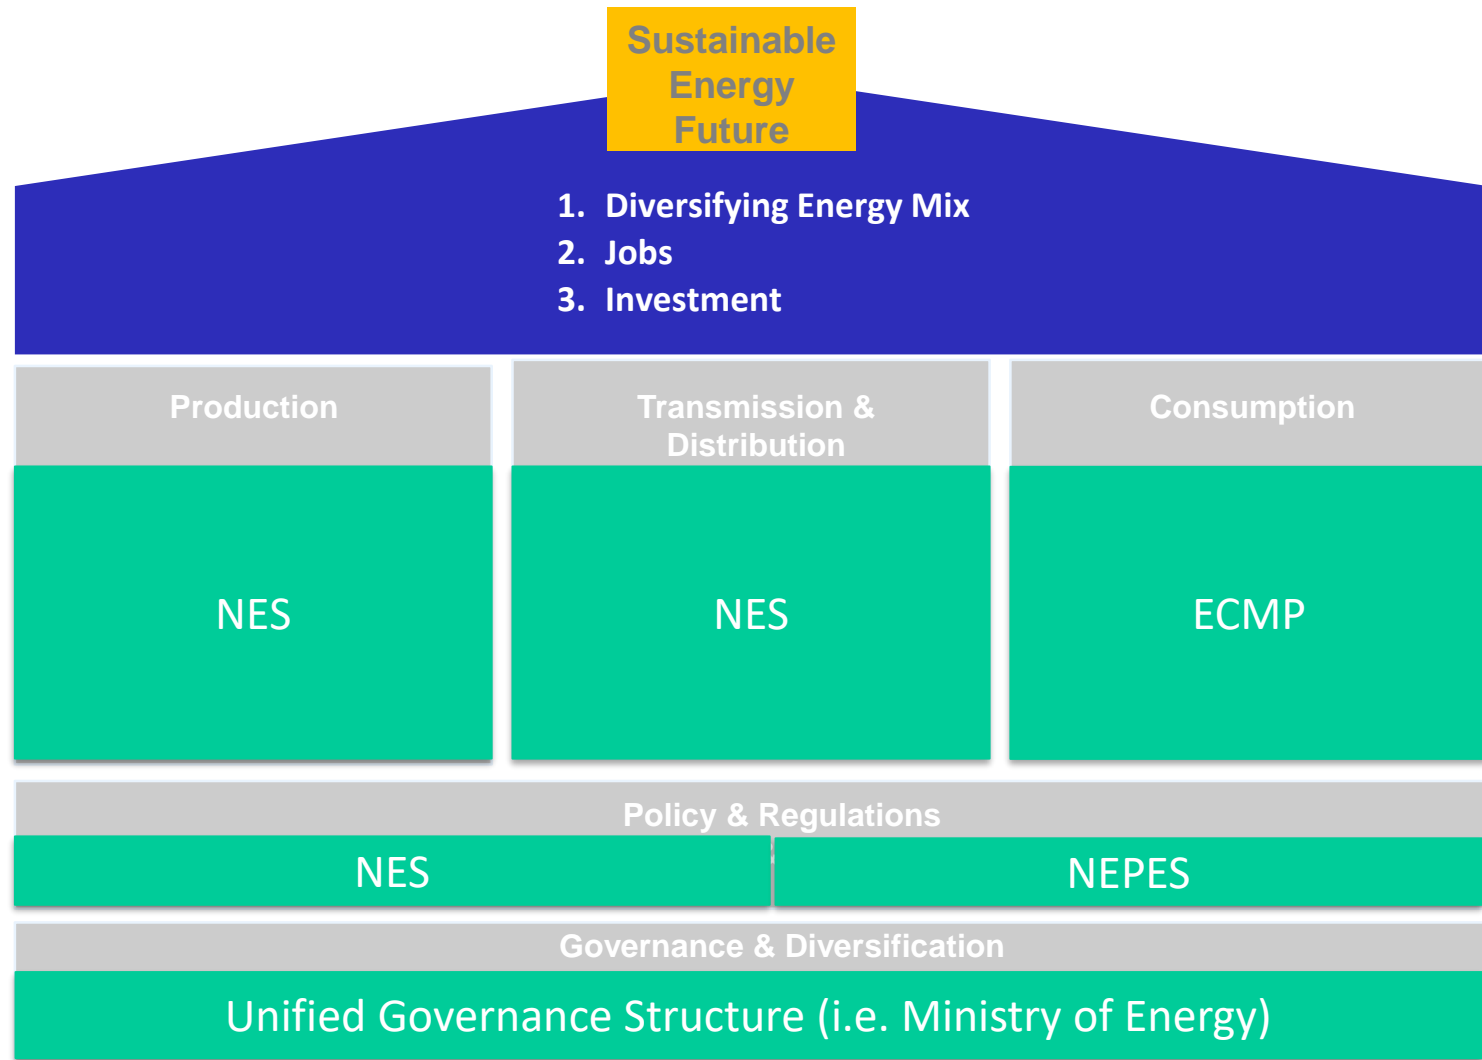 Sustainable
Energy
Future
1. Diversifying Energy Mix
2. Jobs
3. Investment
Production
Transmission &
Distribution
Consumption
NES
NES
ECMP
Policy & Regulations
NES
NEPES
Governance & Diversification
Unified Governance Structure (i.e. Ministry of Energy)